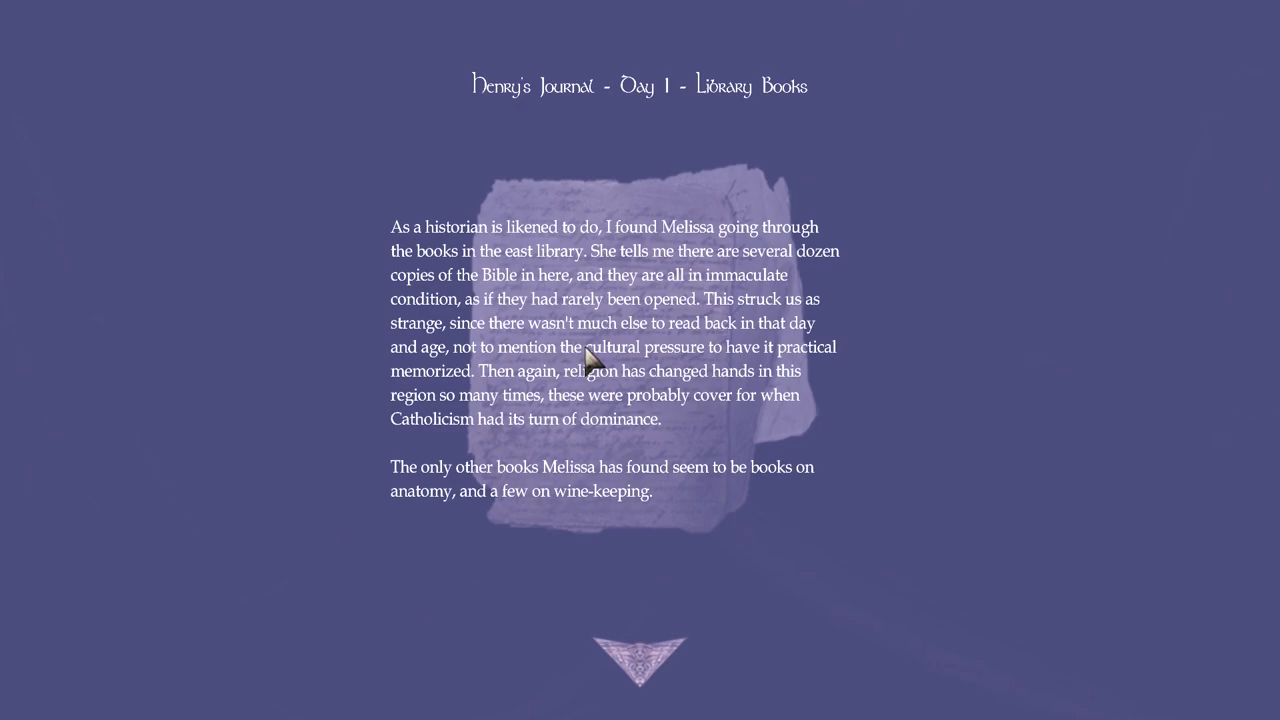 Henry's Journal - Day 1 - Library Books
As a historian is likened to do, I found Melissa going through
the books in the east library. She tells me there are several dozen
copies of the Bible in here, and they are all in immaculate
condition, as if they had rarely been opened. This struck us as
strange, since there wasn't much else to read back in that day
and age, not to mention the cultural pressure to have it practical
memorized. Then again, religion has changed hands in this
region so many times, these were probably cover for when
Catholicism had its turn of dominance.
The only other books Melissa has found seem to be books on
anatomy, and a few on wine-keeping.